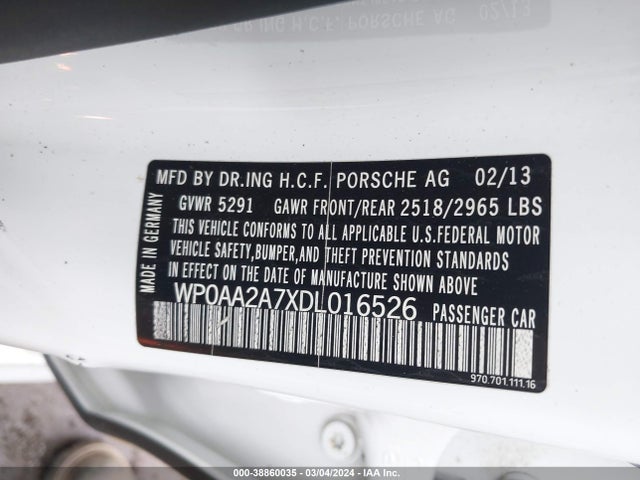 MFD BY DR.ING H.C.F. PORSCHE AG 02/13
GVWR 5291 GAWR FRONT/REAR 2518/2965 LBS
THIS VEHICLE CONFORMS TO ALL APPLICABLE U.S.FEDERAL MOTOR
VEHICLE SAFETY,BUMPER,AND THEFT PREVENTION STANDARDS
IN EFFECT ON THE DATE OF MANUFACTURE SHOWN ABOVE
WP0AA2A7XDL016526 PASSENGER CAR
MADE IN GERMANY
970.701.111.16
000-38860035 - 03/04/2024 - IAA Inc.